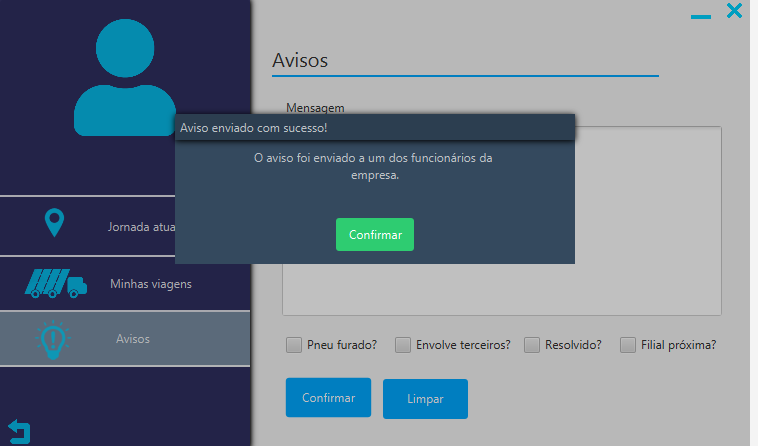 Avisos
Mensagem
Aviso enviado com sucesso!
O aviso foi enviado a um dos funcionários da
empresa.
Confirmar
Jornada atua
Minhas viagens
Avisos
Pneu furado? Envolve terceiros? Resolvido? Filial próxima?
Confirmar Limpar